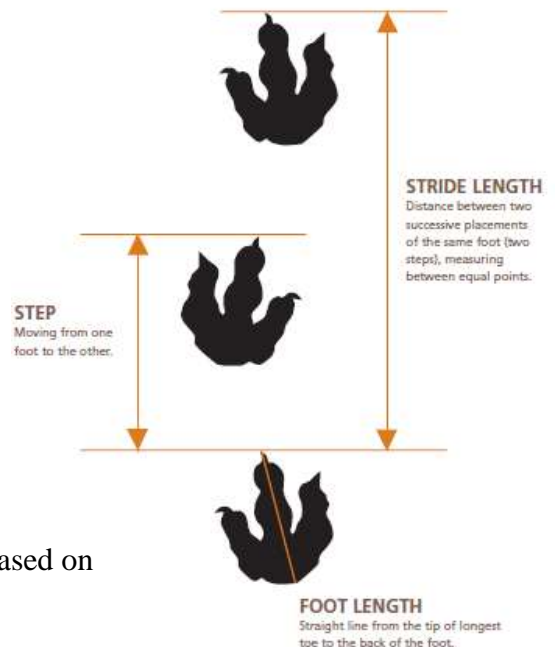 STRIDE LENGTH
Distance between two
successive placements
of the same foot (two
steps), measuring
between equal points.
STEP
Moving from one
foot to the other.
ased on
FOOT LENGTH
Straight line from the tip of longest
toe to the back of the foot.